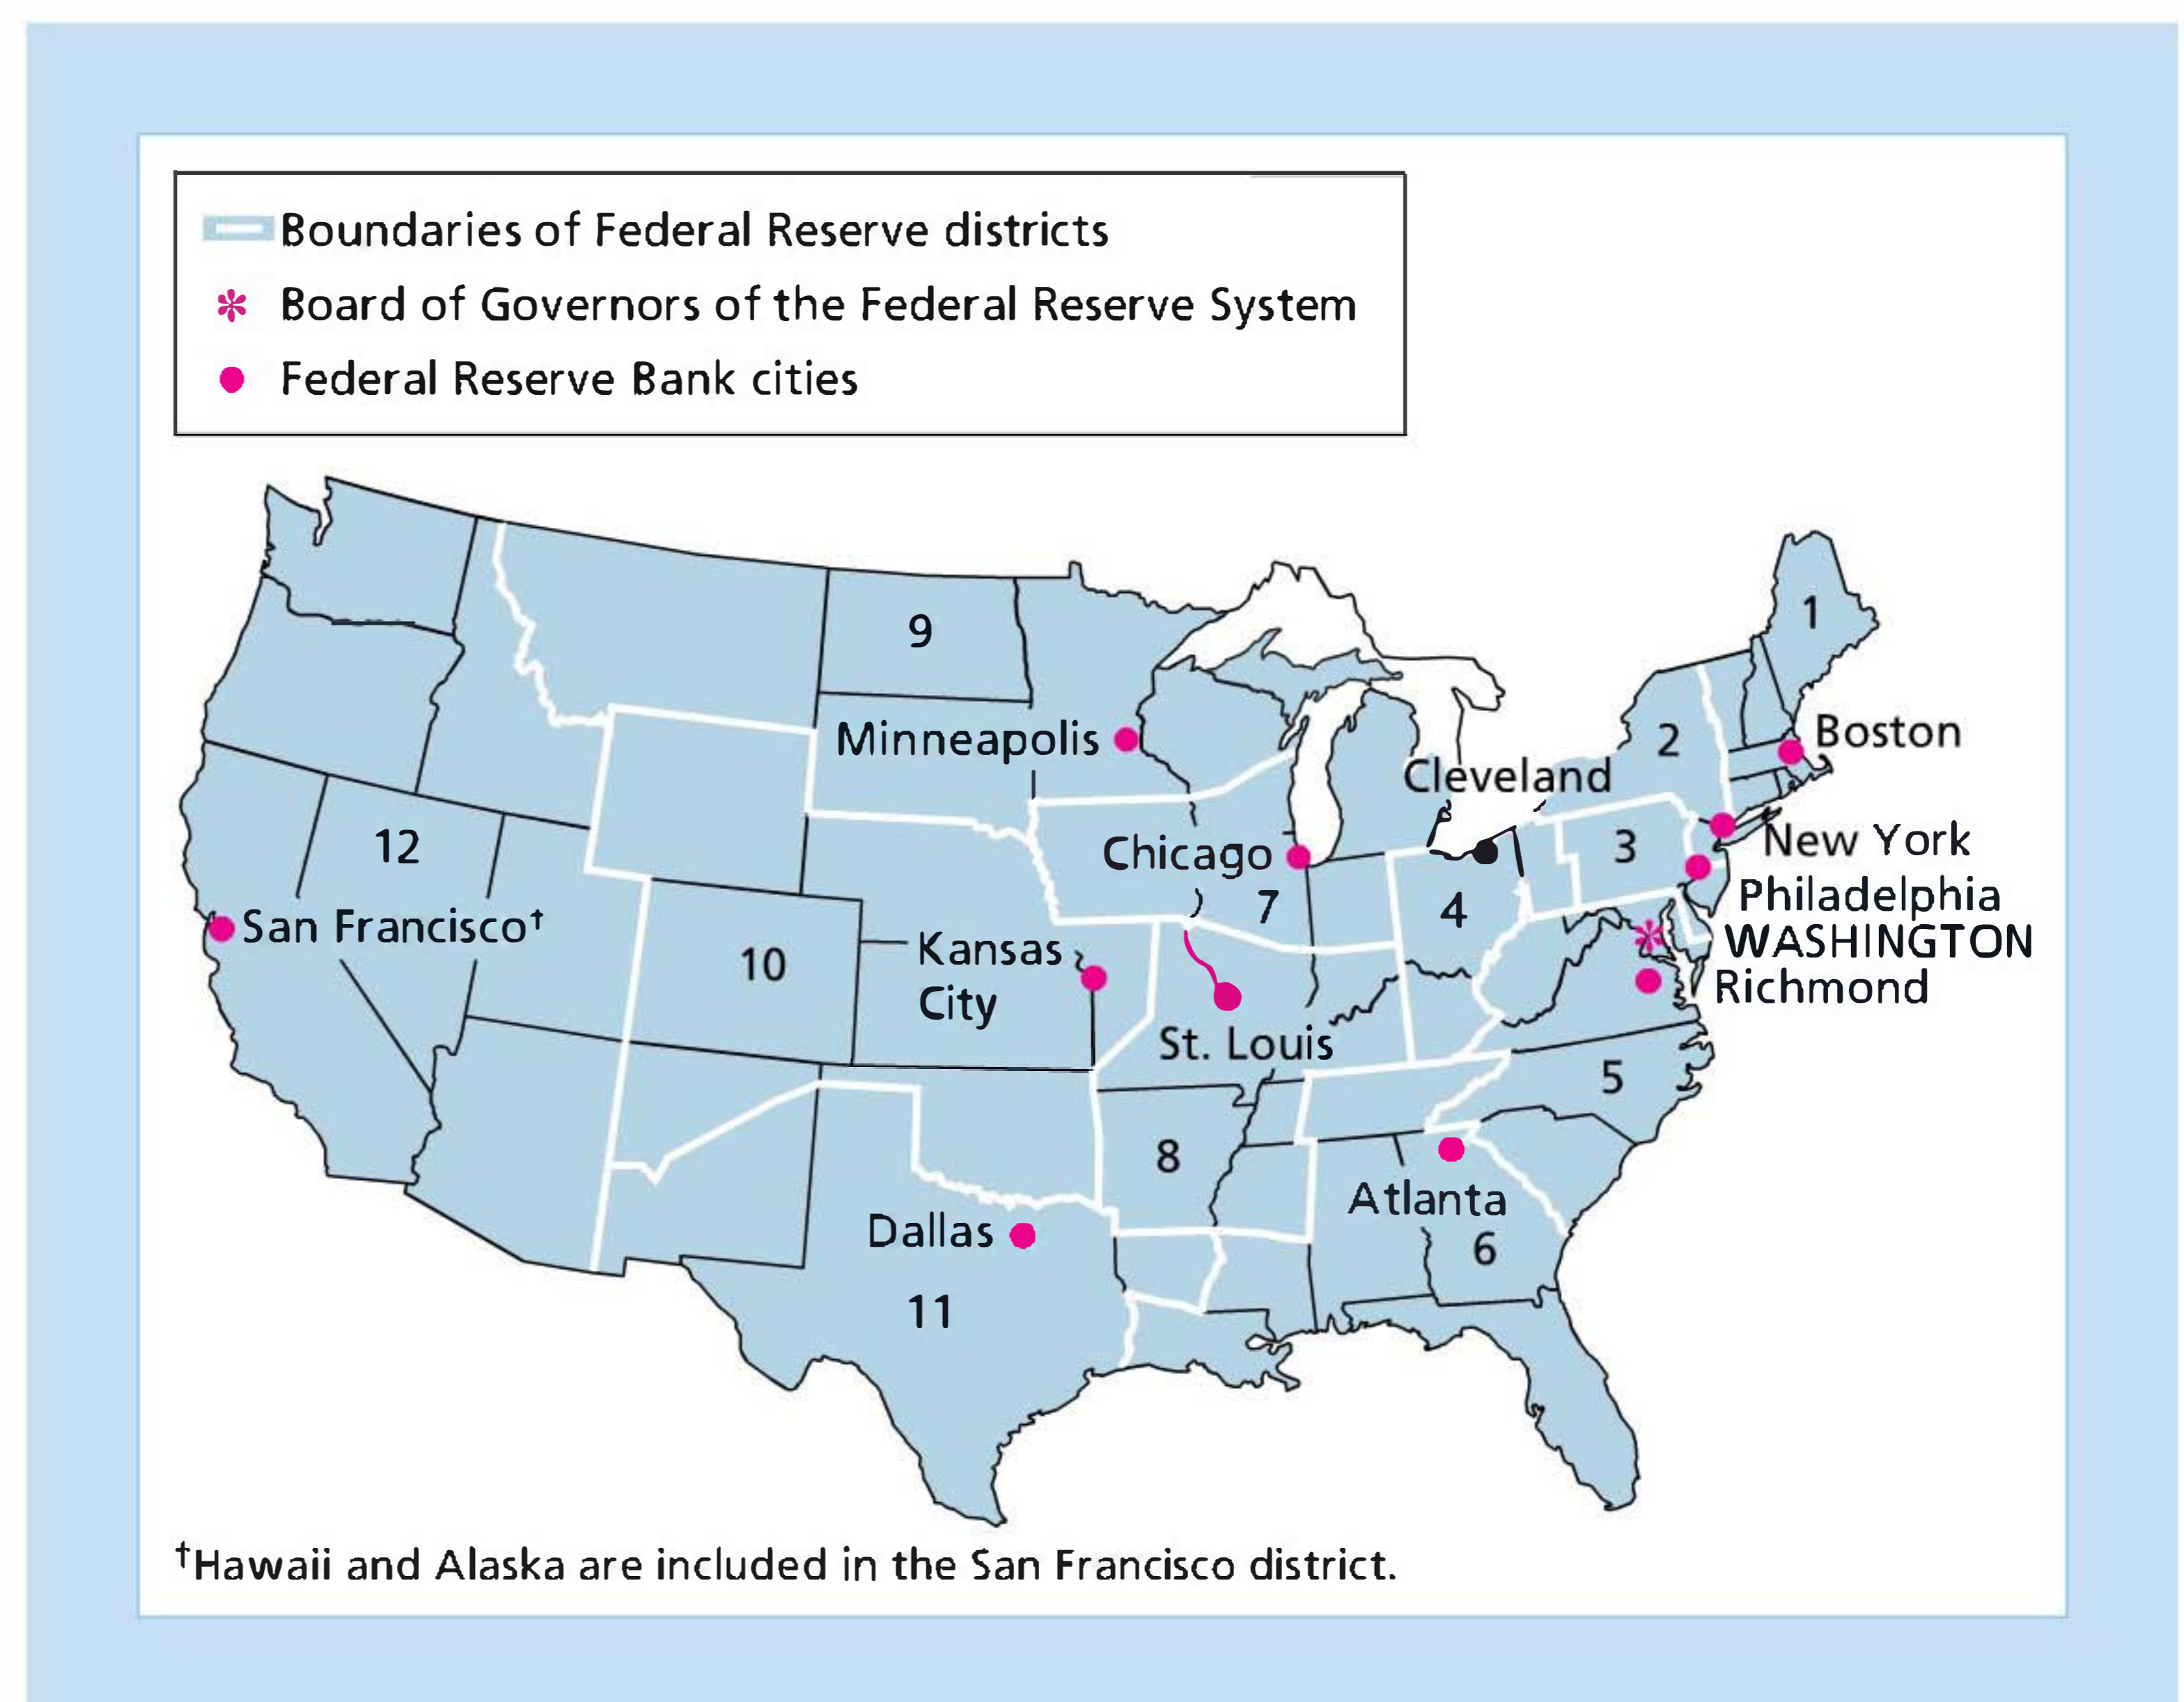 Boundaries of Federal Reserve districts
* Board of Governors of the Federal Reserve System
Federal Reserve Bank cities
1
9
2
Boston
Minneapolis
Cleveland
12
3
New York
Chicago
Philadelphia
7
4
San Francisco†
WASHINGTON
*
10
Kansas
City
Richmond
St. Louis
5
8
Atlanta
Dallas
6
11
†Hawaii and Alaska are included in the San Francisco district.